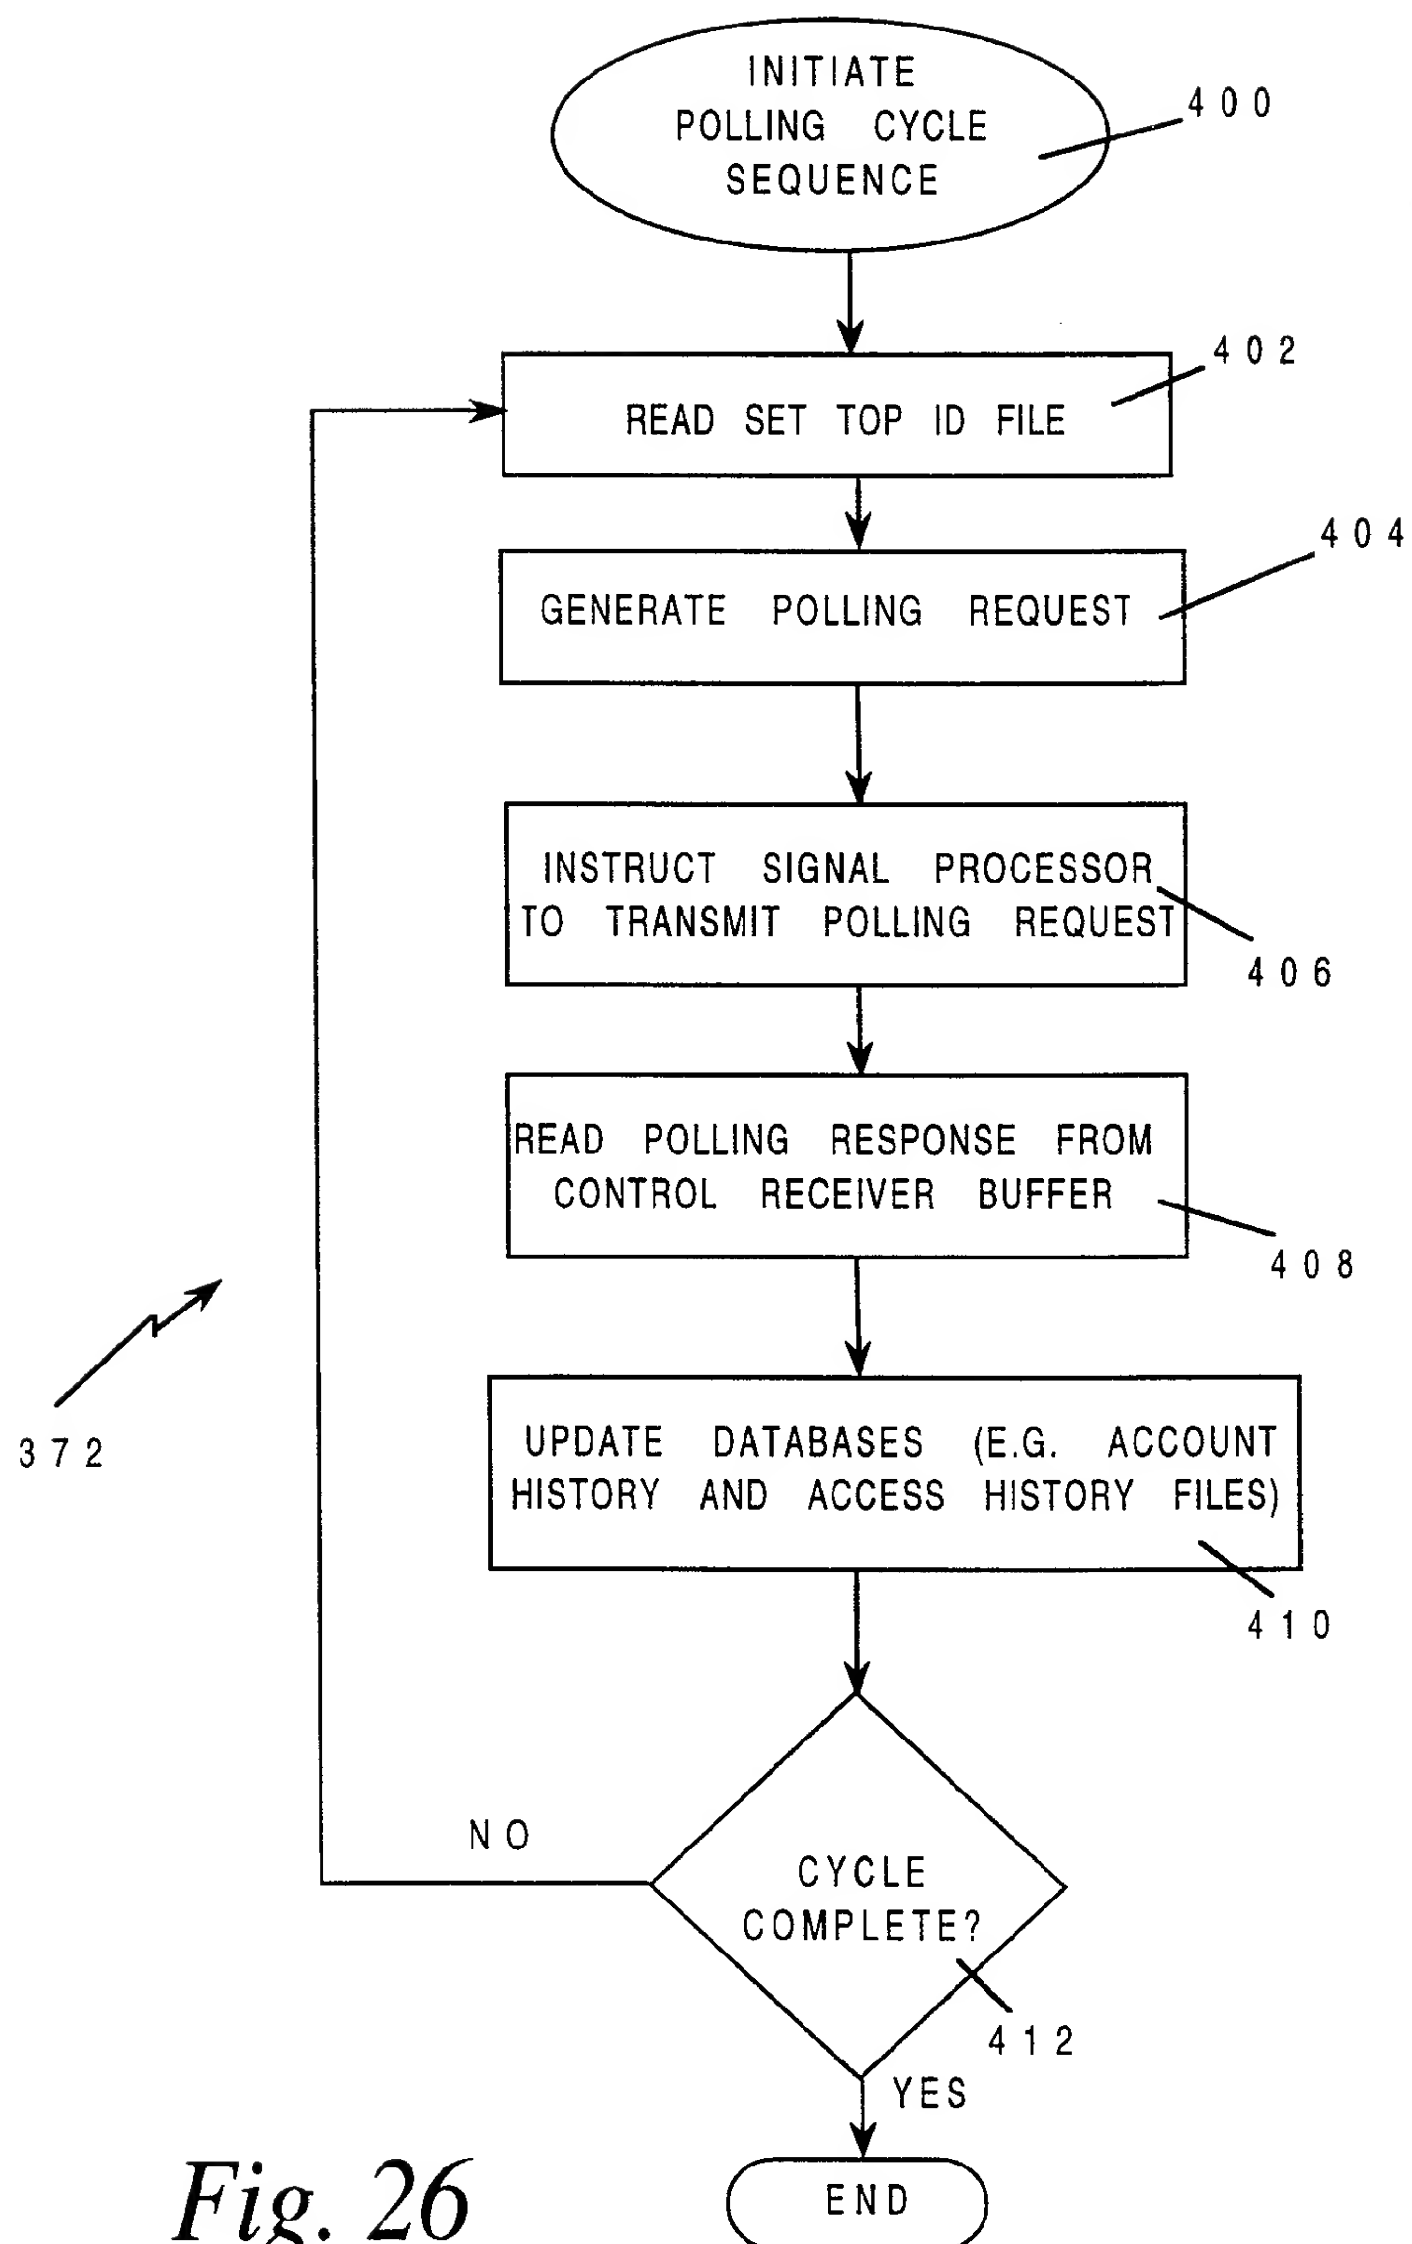 INITIATE
POLLING CYCLE
SEQUENCE
400
READ SET TOP ID FILE
402
GENERATE POLLING REQUEST
404
INSTRUCT SIGNAL PROCESSOR
TO TRANSMIT POLLING REQUEST
406
READ POLLING RESPONSE FROM
CONTROL RECEIVER BUFFER
408
372
UPDATE DATABASES (E.G. ACCOUNT
HISTORY AND ACCESS HISTORY FILES)
410
NO
CYCLE
COMPLETE?
412
YES
END
Fig. 26